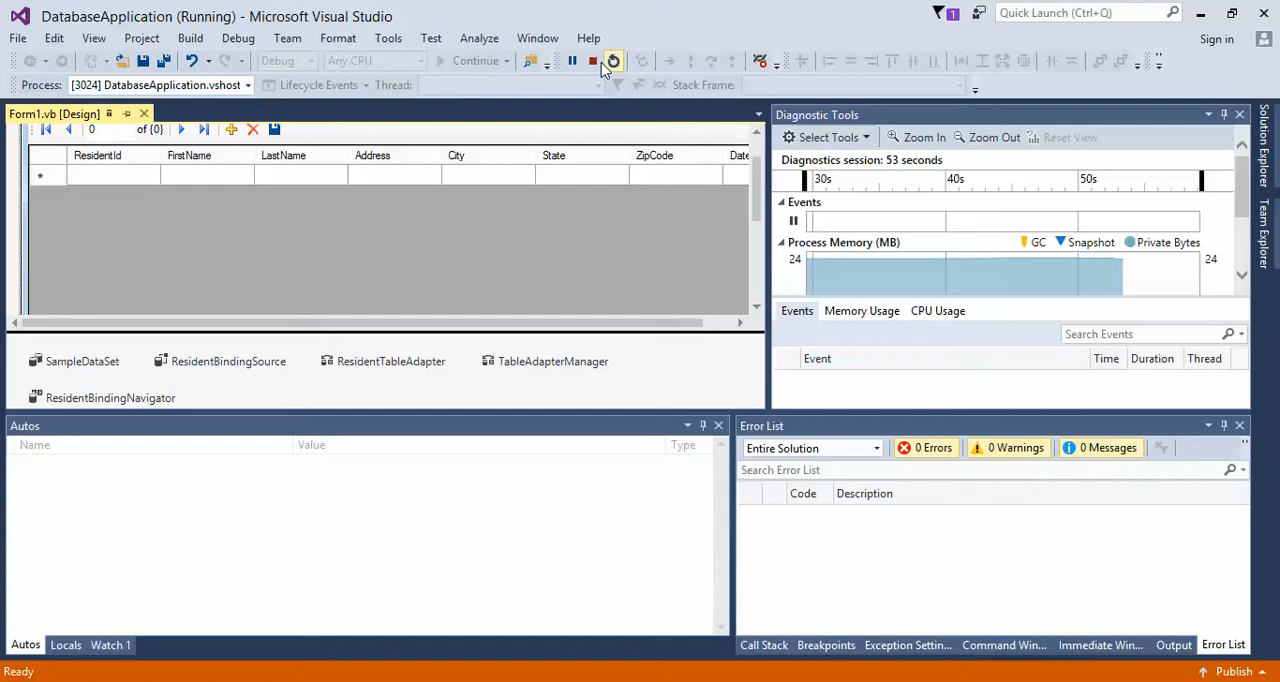 DatabaseApplication (Running) - Microsoft Visual Studio
1
Quick Launch (Ctrl+Q)
File Edit View Project Build Debug Team Format Tools Test Analyze Window Help
Sign in
Debug Any CPU Continue
Process: [3024] DatabaseApplication.vshost Lifecycle Events Thread: Stack Frame:
Form1.vb [Design]
0 of {0}
ResidentId FirstName LastName Address City State ZipCode Date
*
SampleDataSet ResidentBindingSource ResidentTableAdapter TableAdapterManager
ResidentBindingNavigator
Diagnostic Tools
Select Tools Zoom In Zoom Out Reset View
Diagnostics session: 53 seconds
30s 40s 50s
Events
Process Memory (MB) GC Snapshot Private Bytes
24 24
Events Memory Usage CPU Usage
Search Events
Event Time Duration Thread
Solution Explorer
Team Explorer
Autos
Name Value Type
Autos Locals Watch 1
Error List
Entire Solution 0 Errors 0 Warnings 0 Messages
Search Error List
Code Description
Call Stack Breakpoints Exception Settin... Command Win... Immediate Win... Output Error List
Ready
Publish